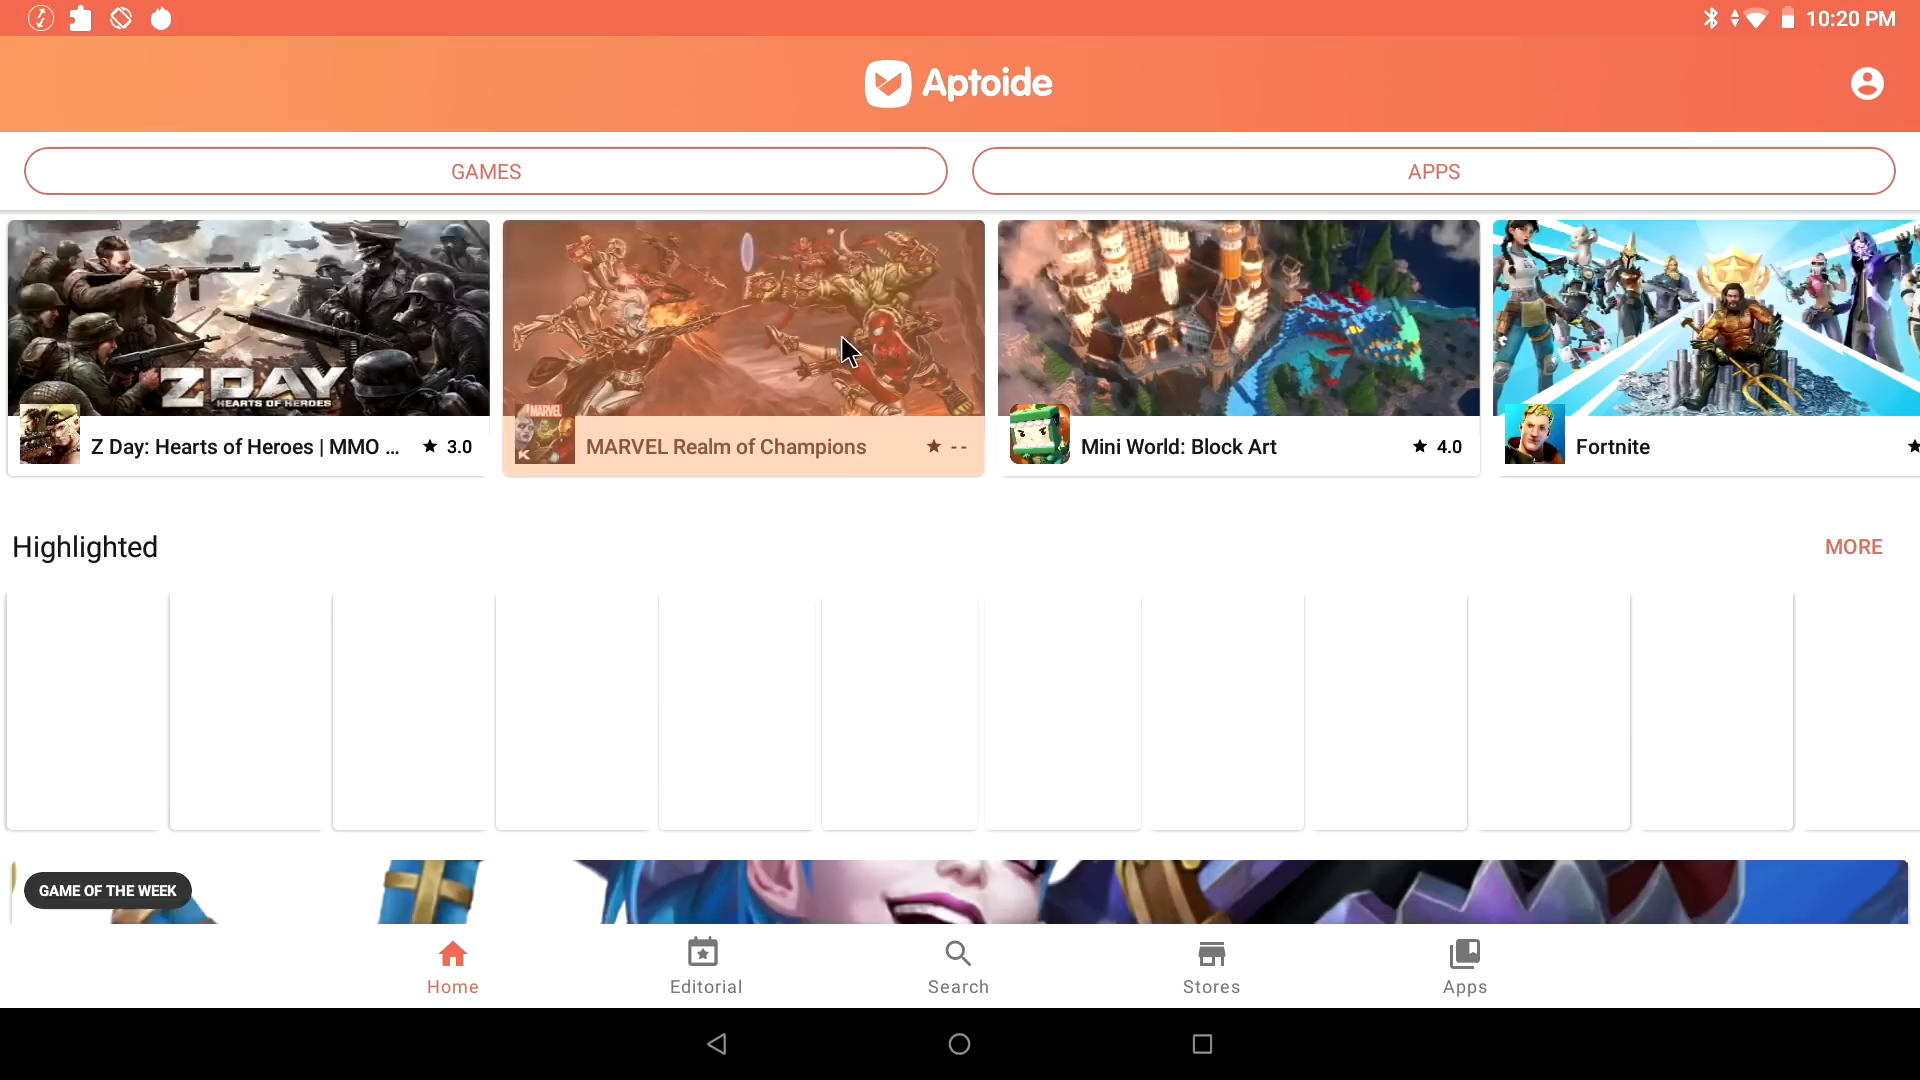 10:20 PM
Aptoide
GAMES
APPS
Z DAY
HEARTS OF HEROES
Z Day: Hearts of Heroes | MMO ...
3.0
MARVEL
MARVEL Realm of Champions
--
Mini World: Block Art
4.0
Fortnite
Highlighted
MORE
GAME OF THE WEEK
Home
Editorial
Search
Stores
Apps